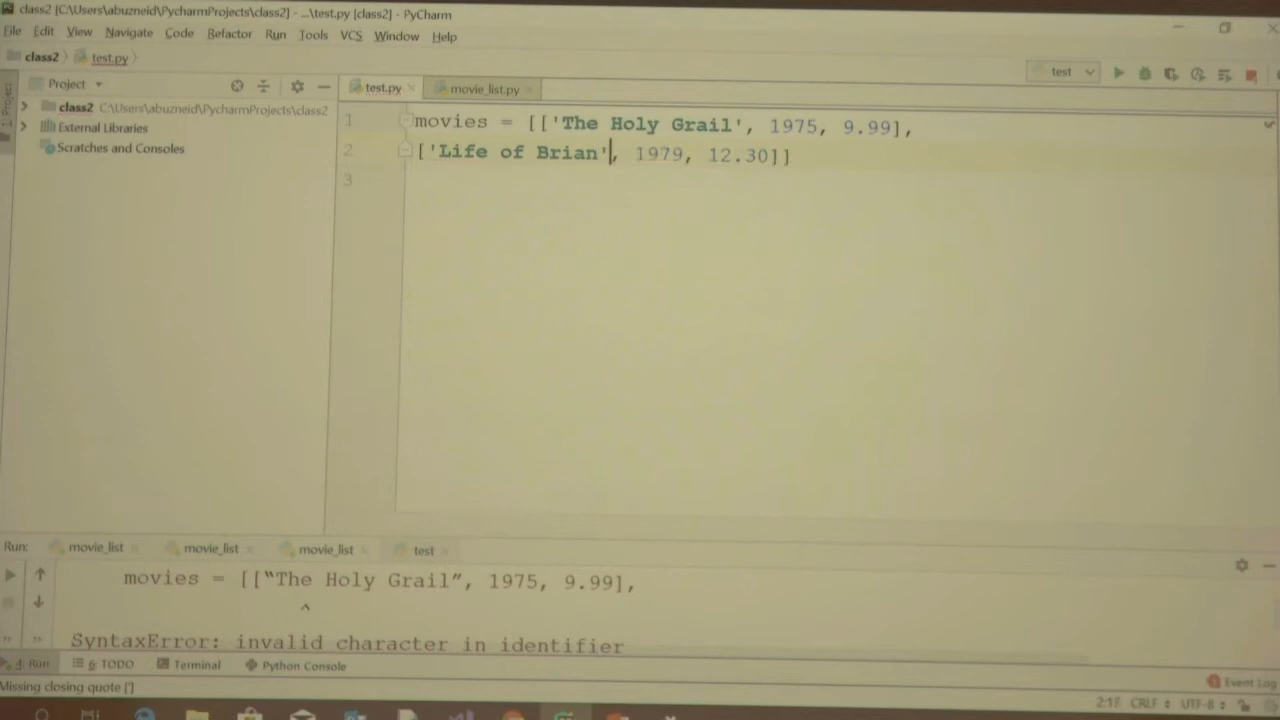 class2 [C:\Users\abuzneid\PycharmProjects\class2] - ...\test.py [class2] - PyCharm
File Edit View Navigate Code Refactor Run Tools VCS Window Help
class2 test.py
test
Project
test.py movie_list.py
1: Project
class2 C:\Users\abuzneid\PycharmProjects\class2
External Libraries
Scratches and Consoles
1 movies = [['The Holy Grail', 1975, 9.99],
2 ['Life of Brian', 1979, 12.30]]
3
Run: movie_list movie_list movie_list test
movies = [[“The Holy Grail”, 1975, 9.99],
^
SyntaxError: invalid character in identifier
4: Run 6: TODO Terminal Python Console
Event Log
Missing closing quote [']
CRLF UTF-8